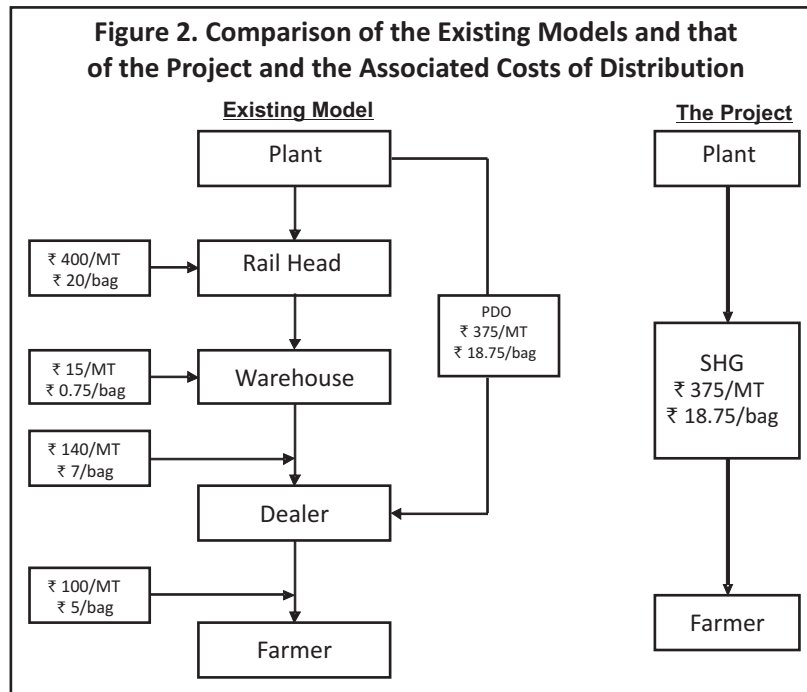 Figure 2. Comparison of the Existing Models and that
of the Project and the Associated Costs of Distribution
Existing Model
Plant
₹ 400/MT
₹ 20/bag
Rail Head
PDO
₹ 375/MT
₹ 18.75/bag
₹ 15/MT
₹ 0.75/bag
Warehouse
₹ 140/MT
₹ 7/bag
Dealer
₹ 100/MT
₹ 5/bag
Farmer
The Project
Plant
SHG
₹ 375/MT
₹ 18.75/bag
Farmer